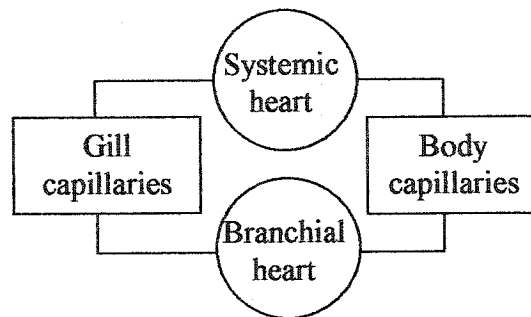 Systemic
heart
Gill
capillaries
Body
capillaries
Branchial
heart